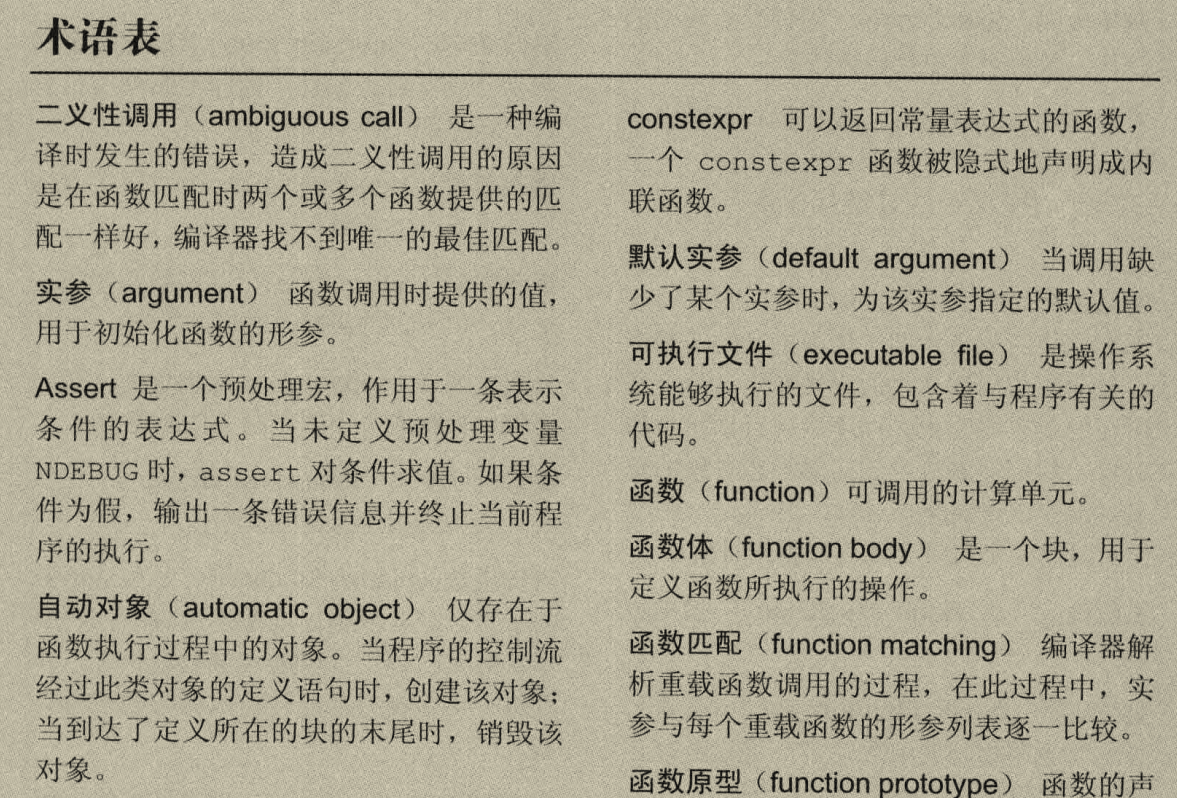 术语表
二义性调用（ambiguous call） 是一种编
译时发生的错误，造成二义性调用的原因
是在函数匹配时两个或多个函数提供的匹
配一样好，编译器找不到唯一的最佳匹配。
实参（argument） 函数调用时提供的值，
用于初始化函数的形参。
Assert 是一个预处理宏，作用于一条表示
条件的表达式。当未定义预处理变量
NDEBUG 时，assert 对条件求值。如果条
件为假，输出一条错误信息并终止当前程
序的执行。
自动对象（automatic object） 仅存在于
函数执行过程中的对象。当程序的控制流
经过此类对象的定义语句时，创建该对象；
当到达了定义所在的块的末尾时，销毁该
对象。
constexpr 可以返回常量表达式的函数，
一个 constexpr 函数被隐式地声明成内
联函数。
默认实参（default argument） 当调用缺
少了某个实参时，为该实参指定的默认值。
可执行文件（executable file） 是操作系
统能够执行的文件，包含着与程序有关的
代码。
函数（function）可调用的计算单元。
函数体（function body） 是一个块，用于
定义函数所执行的操作。
函数匹配（function matching） 编译器解
析重载函数调用的过程，在此过程中，实
参与每个重载函数的形参列表逐一比较。
函数原型（function prototype） 函数的声